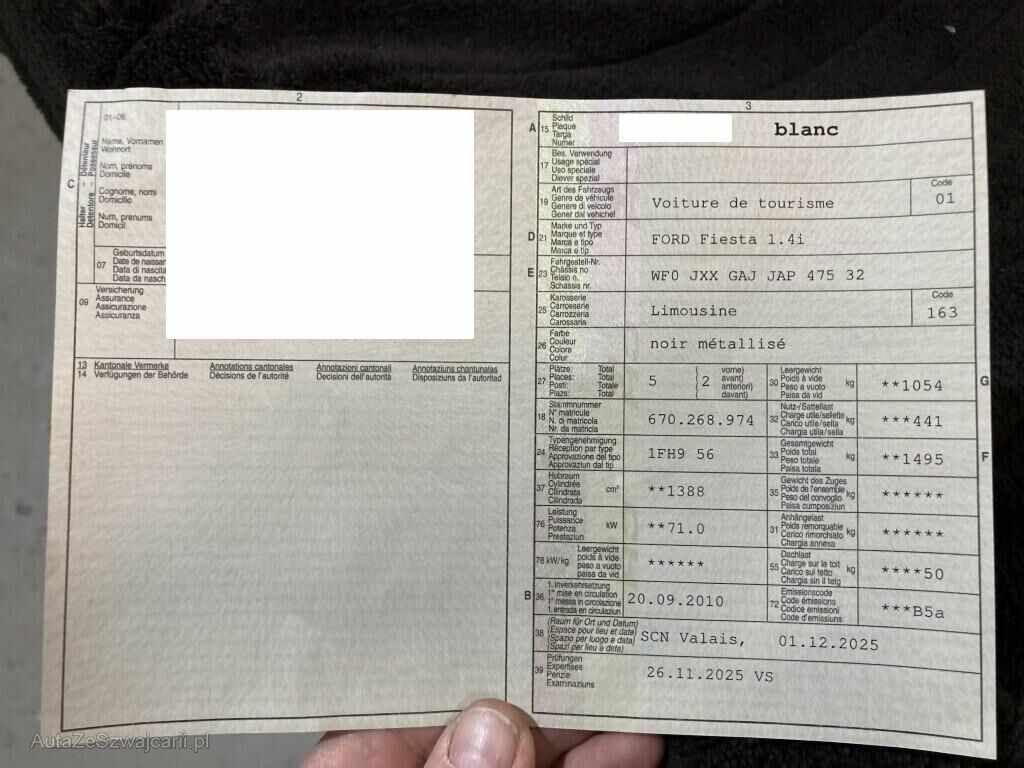 2
01-06
C
Halter Détenteur
Detentore Possessur
Name, Vornamen
Wohnort
Nom, prénoms
Domicile
Cognome, nomi
Domicilio
Num, prenums
Domicil
07
Geburtsdatum
Date de naissan
Data di nascita
Data da nasch
09
Versicherung
Assurance
Assicurazione
Assicuranza
13 Kantonale Vermerke Annotations cantonales Annotazioni cantonali Annotaziuns chantunalas
14 Verfügungen der Behörde Décisions de l'autorité Decisioni dell'autorità Disposiziuns da l'autoritad
3
A 15 Schild
Plaque
Targa
Numer
blanc
17 Bes. Verwendung
Usage spécial
Uso speciale
Diever spezial
19 Art des Fahrzeugs
Genre de véhicule
Genere di veicolo
Gener dal vehichel
Voiture de tourisme
Code
01
D 21 Marke und Typ
Marque et type
Marca e tipo
Marca e tip
FORD Fiesta 1.4i
E 23 Fahrgestell-Nr.
Châssis no
Telaio n.
Schassis nr.
WF0 JXX GAJ JAP 475 32
25 Karosserie
Carrosserie
Carrozzeria
Carossaria
Limousine
Code
163
26 Farbe
Couleur
Colore
Colur
noir métallisé
27 Plätze: Total
Places: Total
Posti: Totale
Plazs: Total
5 ( 2 vorne)
avant)
anteriori)
davant)
30 Leergewicht
Poids à vide
Peso a vuoto
Paisa da vid
kg
**1054
G
18 Stammnummer
N° matricule
N. di matricola
Nr. da matricla
670.268.974
32 Nutz-/Sattellast
Charge utile/sellette
Carico utile/sella
Chargia utila/sella
kg
***441
24 Typengenehmigung
Réception par type
Approvazione del tipo
Approvaziun dal tip
1FH9 56
33 Gesamtgewicht
Poids total
Peso totale
Paisa totala
kg
**1495
F
37 Hubraum
Cylindrée
Cilindrata
Cilindrada
cm³
**1388
35 Gewicht des Zuges
Poids de l'ensemble
Peso del convoglio
Paisa cumposiziun
kg
******
76 Leistung
Puissance
Potenza
Prestaziun
kW
**71.0
31 Anhängelast
Poids remorquable
Carico rimorchiato
Chargia annexa
kg
******
78 kW/kg Leergewicht
poids à vide
peso a vuoto
paisa da vid
******
55 Dachlast
Charge sur le toit
Carico sul tetto
Chargia sin il tetg
kg
****50
B 36 1. Inverkehrsetzung
1re mise en circulation
1a messa in circolazione
1. entrada en circulaziun
20.09.2010
72 Emissionscode
Code émissions
Codice emissioni
Code d'emissiuns
***B5a
38 (Raum für Ort und Datum)
(Espace pour lieu et date)
(Spazio per luogo e data)
(Spazi per lieu e data)
SCN Valais, 01.12.2025
39 Prüfungen
Expertises
Perizie
Examinaziuns
26.11.2025 VS
AutaZeSzwajcarii.pl